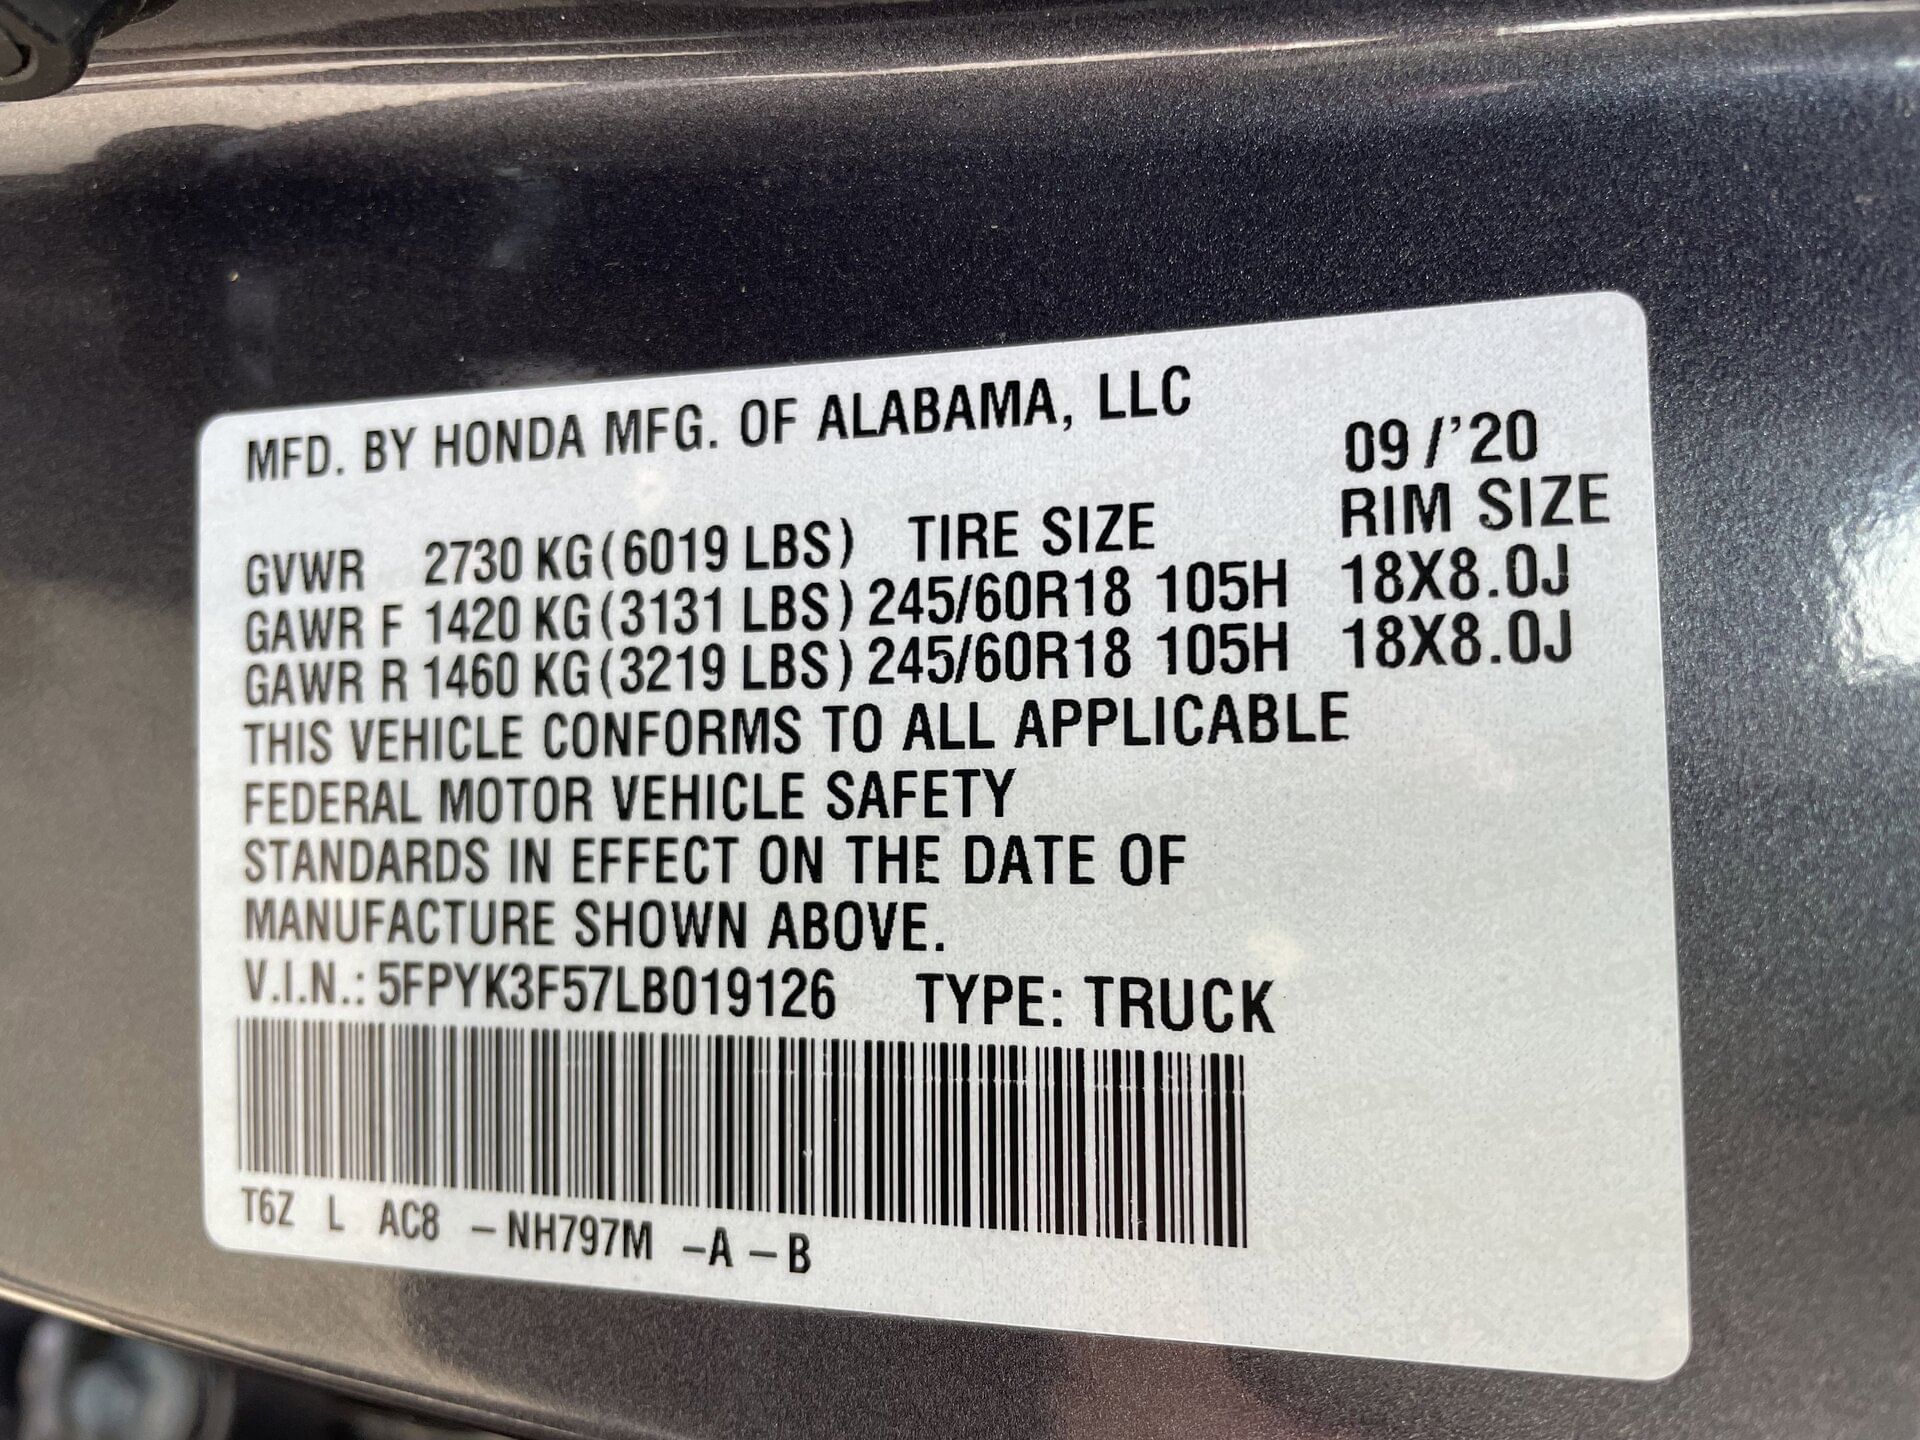 MFD. BY HONDA MFG. OF ALABAMA, LLC 09/'20
GVWR 2730 KG(6019 LBS) TIRE SIZE RIM SIZE
GAWR F 1420 KG(3131 LBS) 245/60R18 105H 18X8.0J
GAWR R 1460 KG(3219 LBS) 245/60R18 105H 18X8.0J
THIS VEHICLE CONFORMS TO ALL APPLICABLE
FEDERAL MOTOR VEHICLE SAFETY
STANDARDS IN EFFECT ON THE DATE OF
MANUFACTURE SHOWN ABOVE.
V.I.N.: 5FPYK3F57LB019126 TYPE: TRUCK
T6Z L AC8 -NH797M -A -B